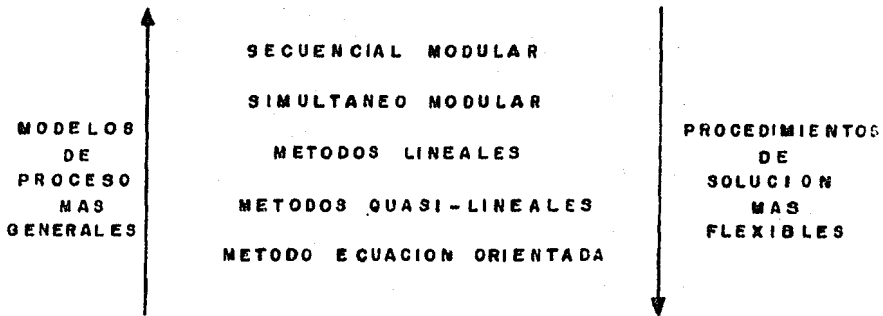 SECUENCIAL MODULAR
SIMULTANEO MODULAR
METODOS LINEALES
METODOS QUASI-LINEALES
METODO ECUACION ORIENTADA
MODELOS
DE
PROCESO
MAS
GENERALES
PROCEDIMIENTOS
DE
SOLUCION
MAS
FLEXIBLES